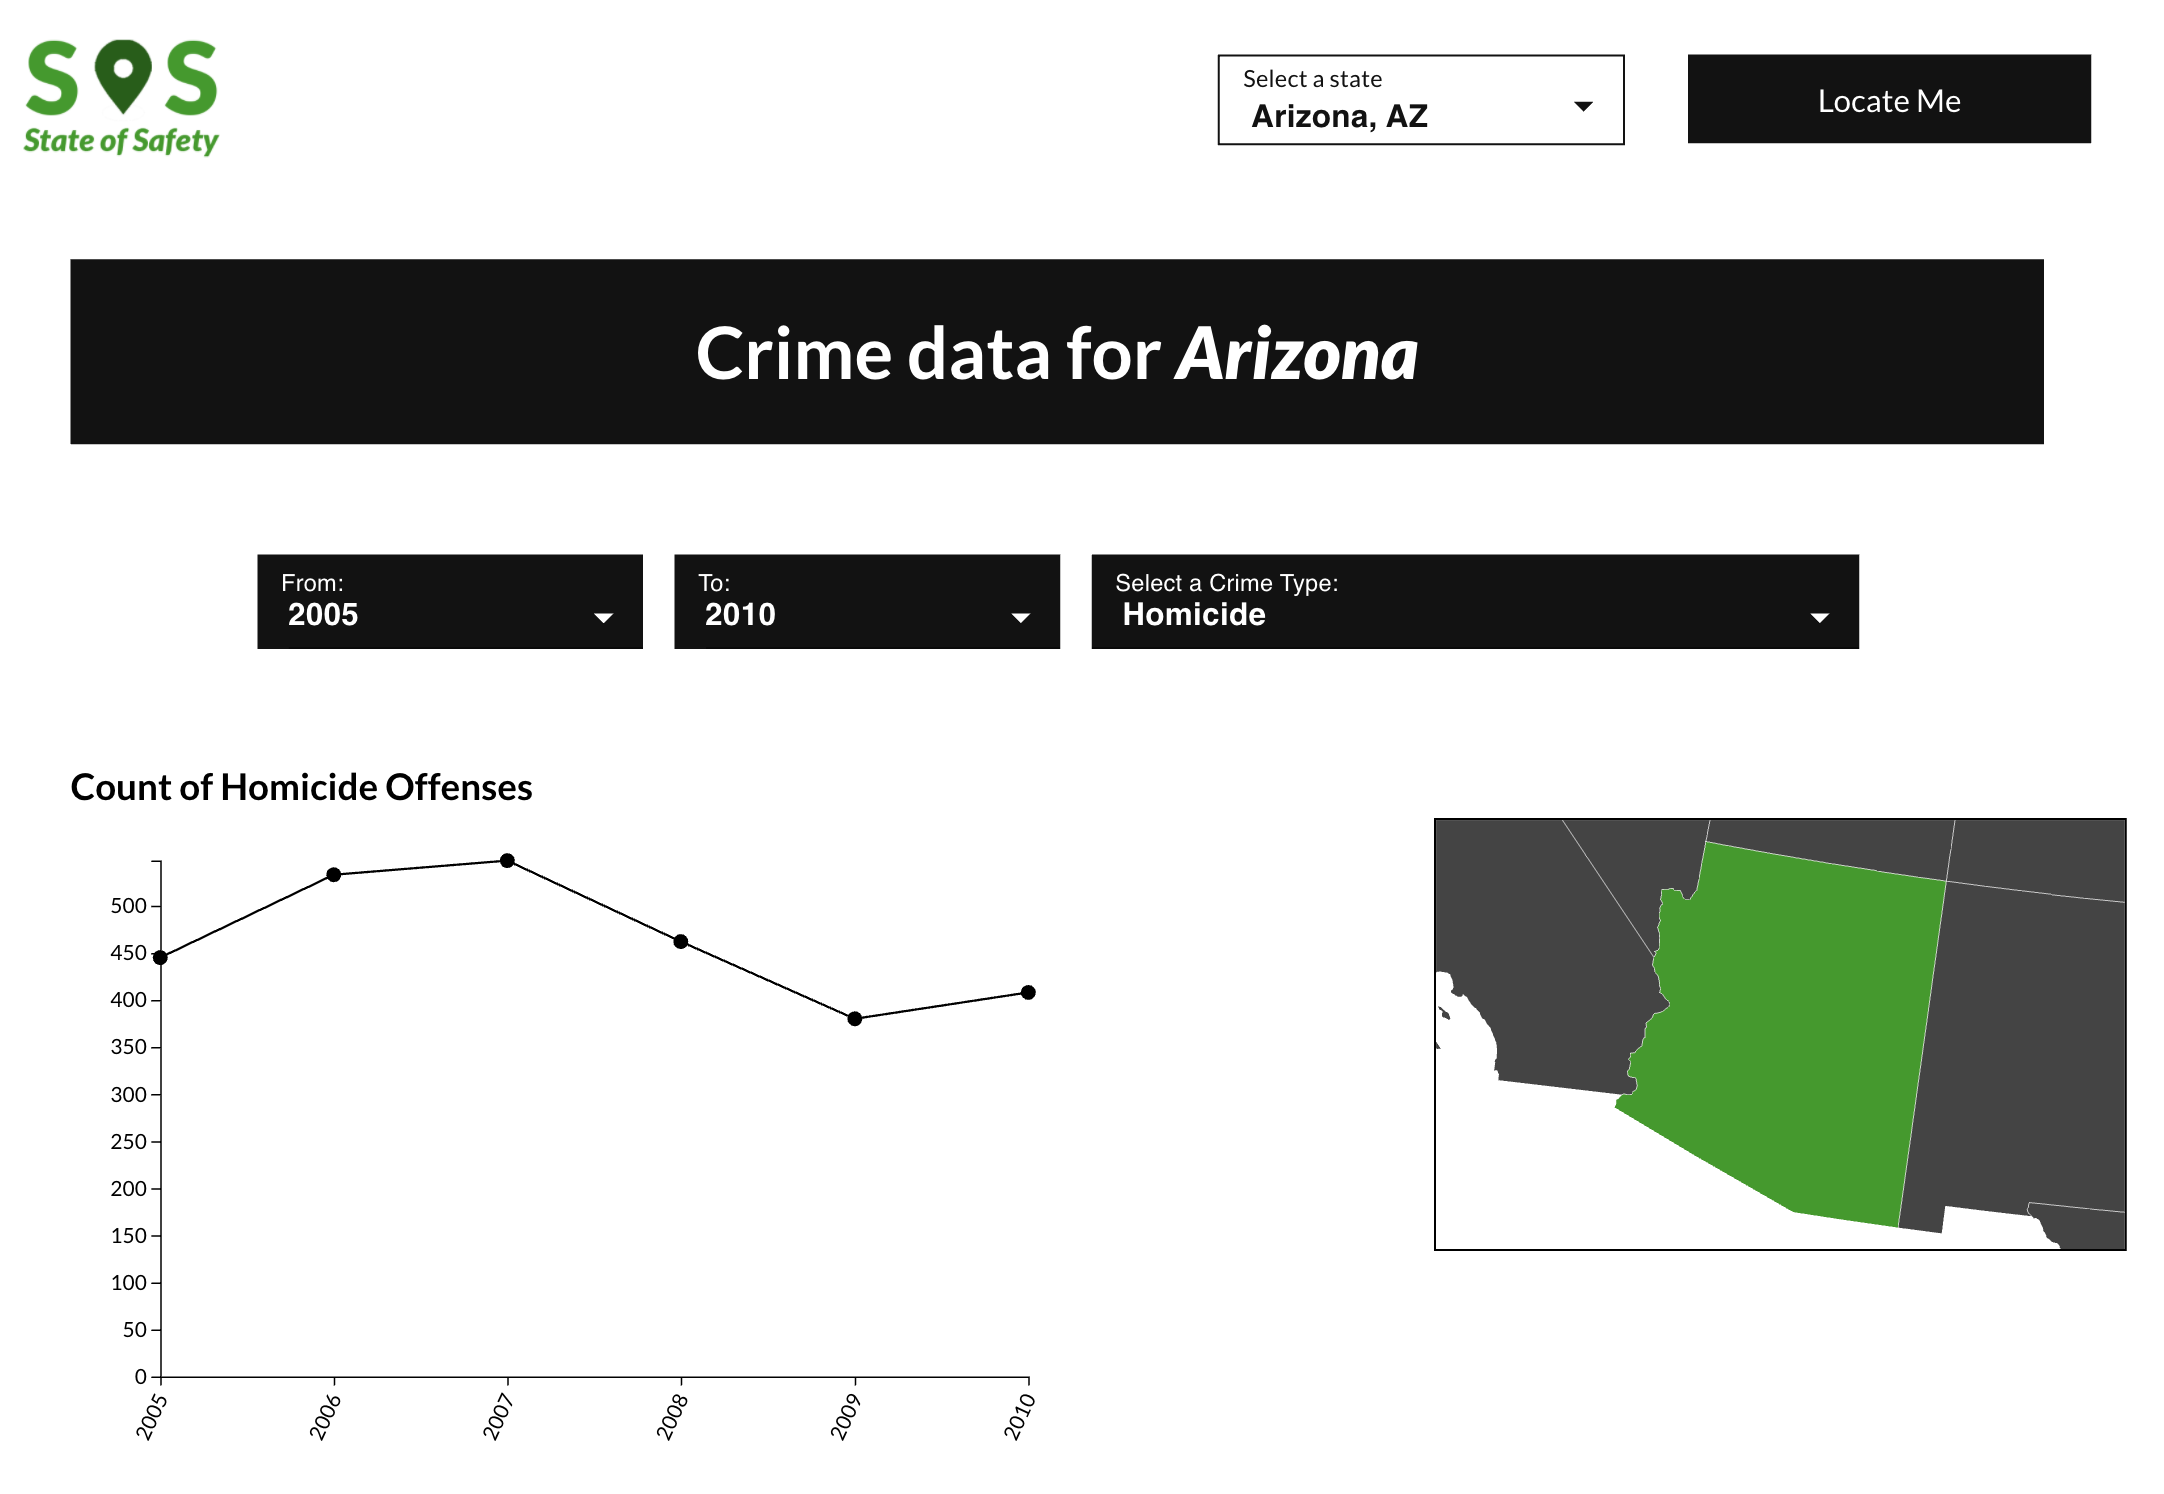 S S
State of Safety
Select a state
Arizona, AZ
Locate Me
Crime data for Arizona
From:
2005
To:
2010
Select a Crime Type:
Homicide
Count of Homicide Offenses
500
450
400
350
300
250
200
150
100
50
0
2005
2006
2007
2008
2009
2010